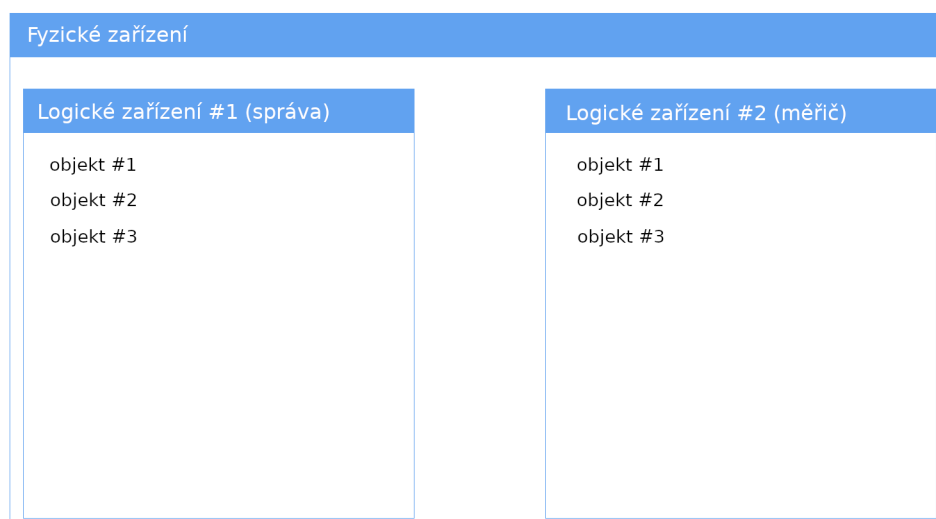 Fyzické zařízení
Logické zařízení #1 (správa)
objekt #1
objekt #2
objekt #3
Logické zařízení #2 (měřič)
objekt #1
objekt #2
objekt #3